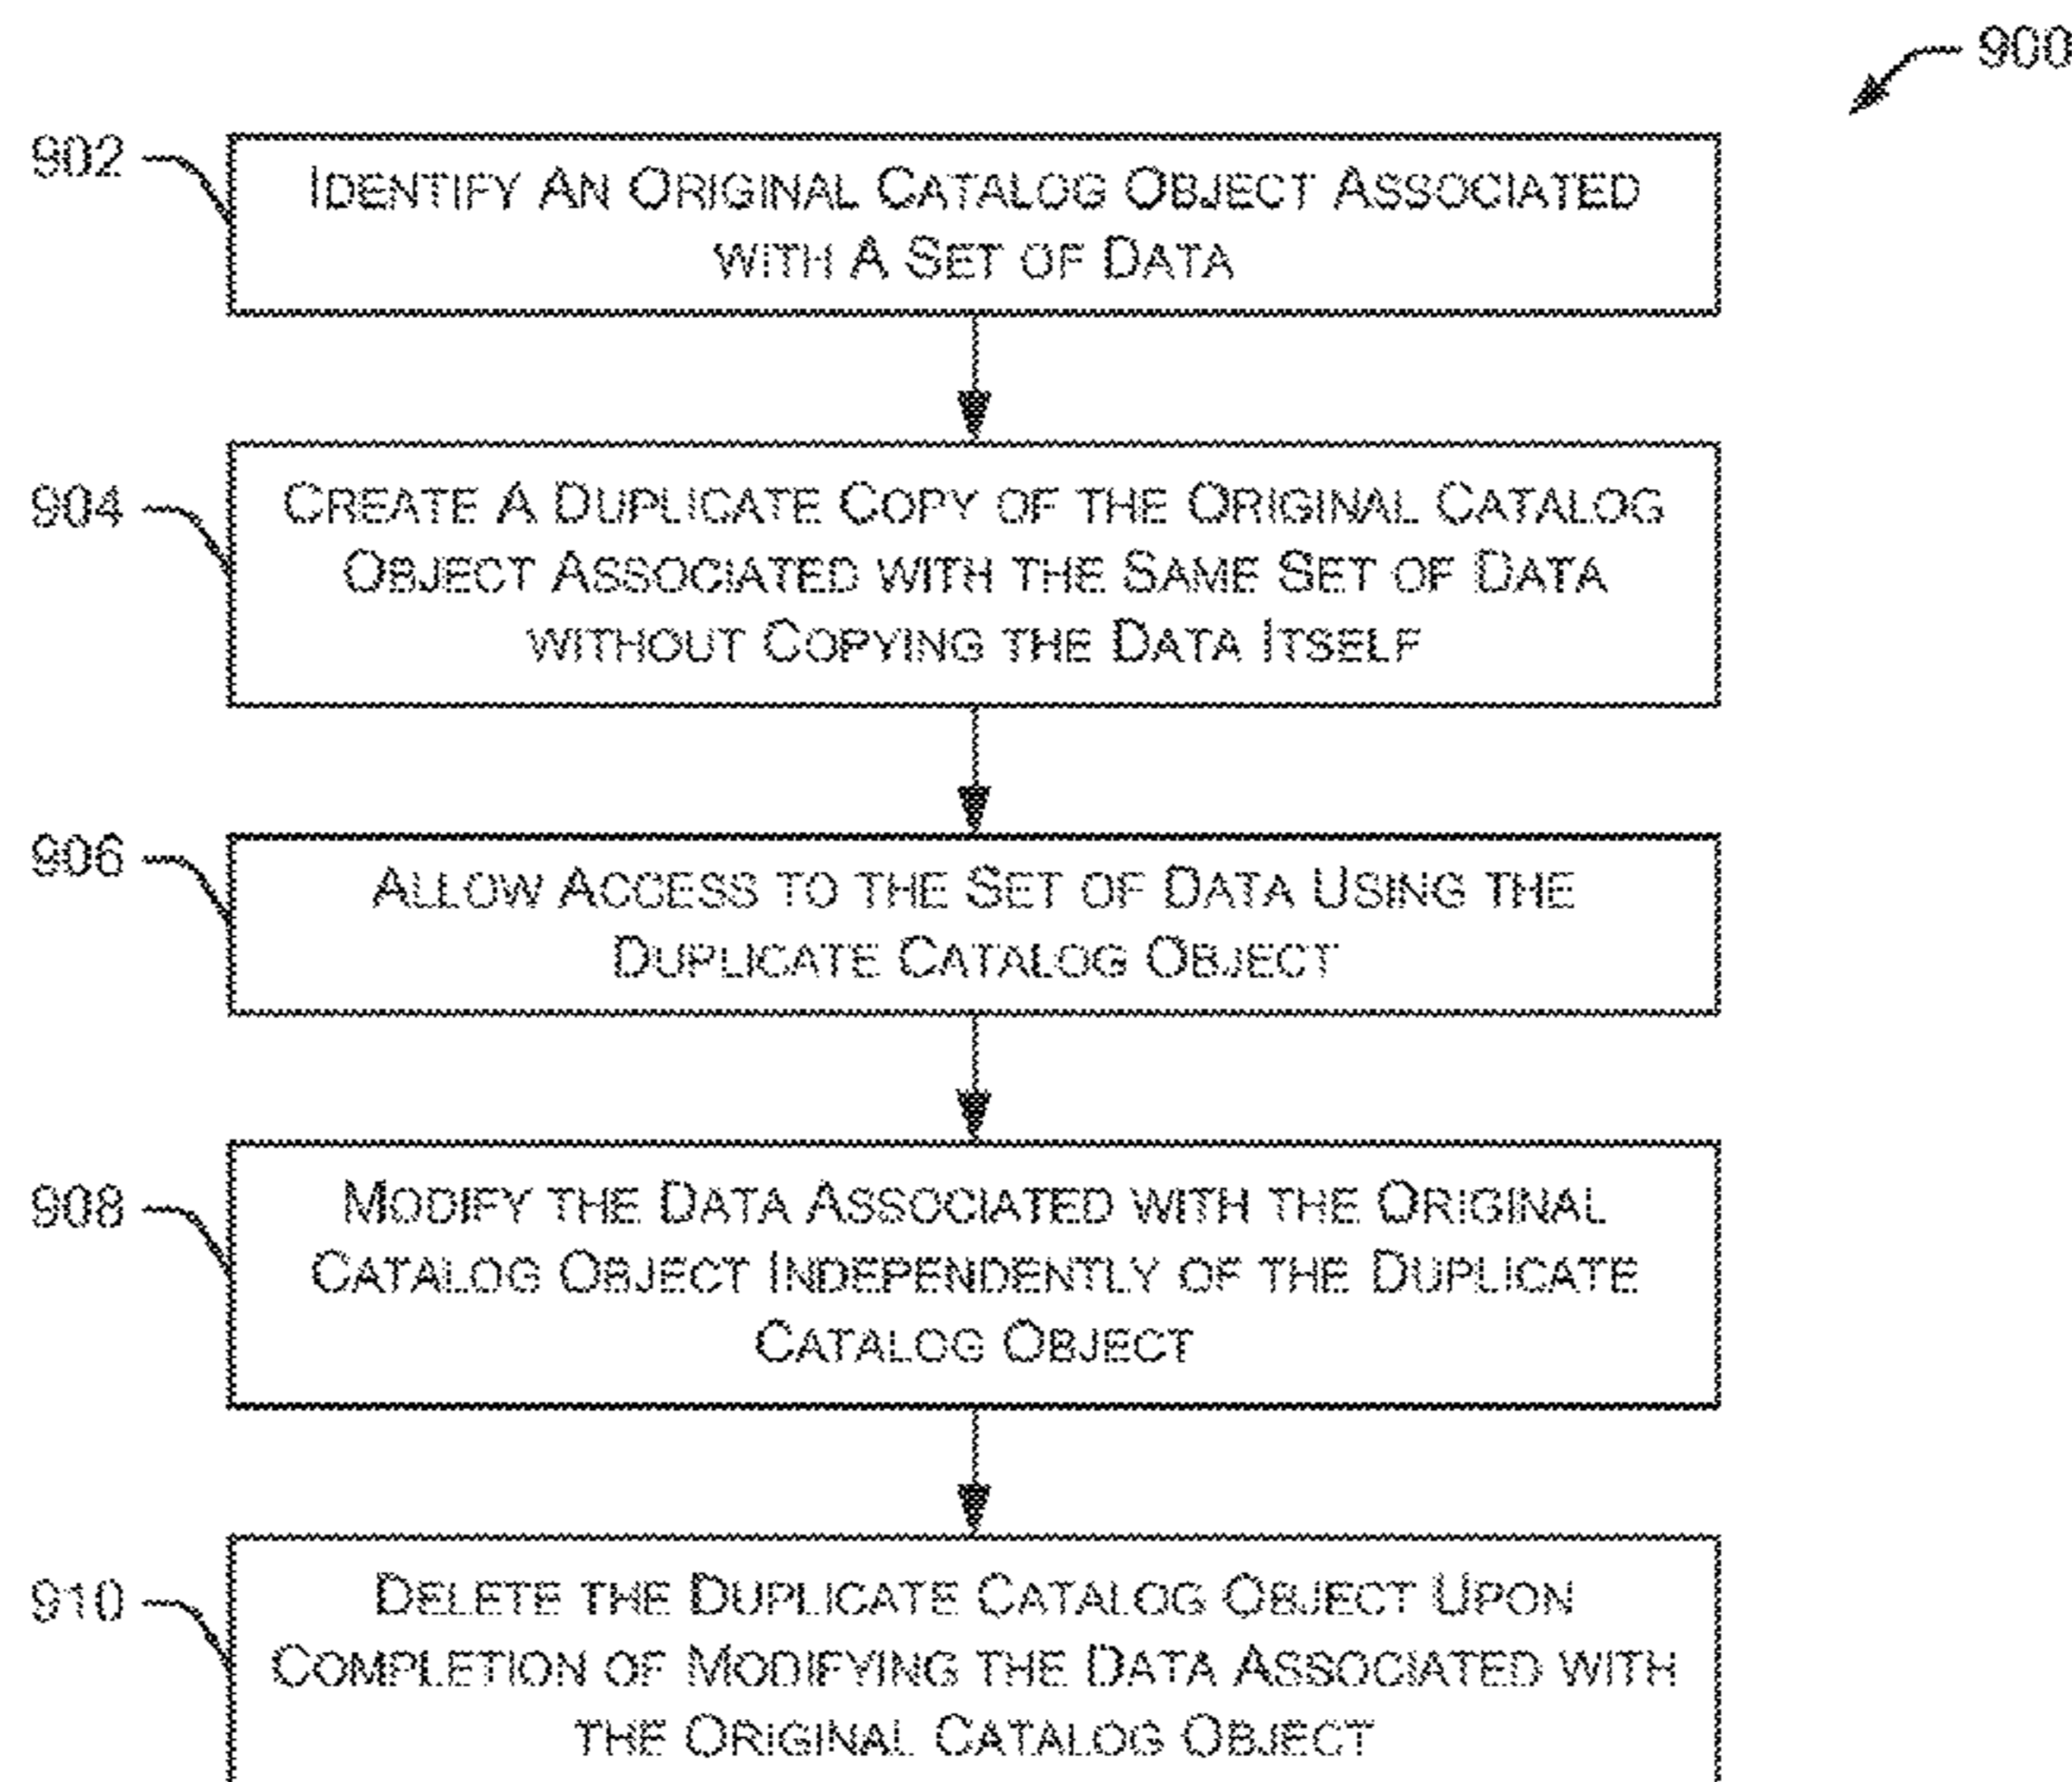 900
902
IDENTIFY AN ORIGINAL CATALOG OBJECT ASSOCIATED
WITH A SET OF DATA
904
CREATE A DUPLICATE COPY OF THE ORIGINAL CATALOG
OBJECT ASSOCIATED WITH THE SAME SET OF DATA
WITHOUT COPYING THE DATA ITSELF
906
ALLOW ACCESS TO THE SET OF DATA USING THE
DUPLICATE CATALOG OBJECT
908
MODIFY THE DATA ASSOCIATED WITH THE ORIGINAL
CATALOG OBJECT INDEPENDENTLY OF THE DUPLICATE
CATALOG OBJECT
910
DELETE THE DUPLICATE CATALOG OBJECT UPON
COMPLETION OF MODIFYING THE DATA ASSOCIATED WITH
THE ORIGINAL CATALOG OBJECT